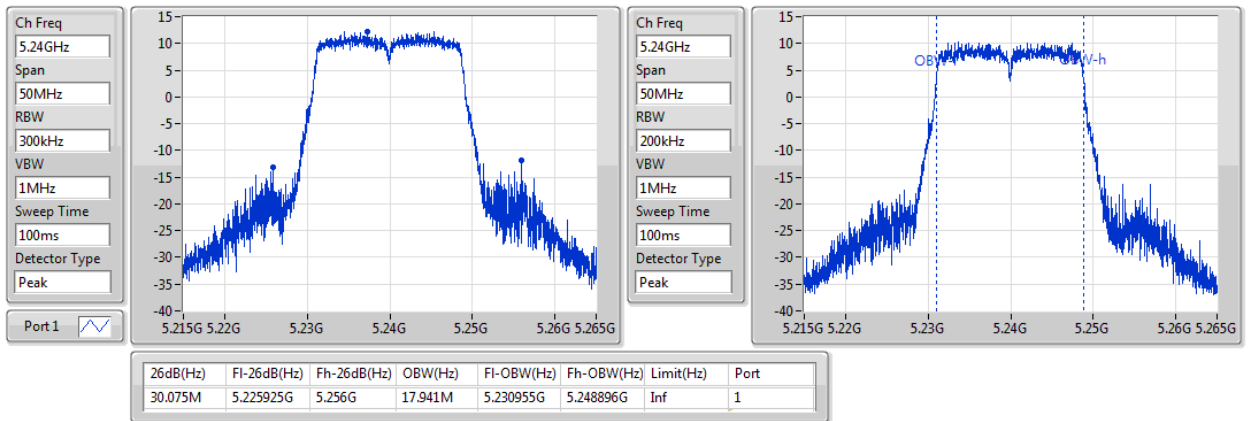 Ch Freq
5.24GHz
Span
50MHz
RBW
300kHz
VBW
1MHz
Sweep Time
100ms
Detector Type
Peak
Port 1
15-
10-
5-
0-
-5-
-10-
-15-
-20-
-25-
-30-
-35-
-40-
5.215G 5.22G 5.23G 5.24G 5.25G 5.26G 5.265G
Ch Freq
5.24GHz
Span
50MHz
RBW
200kHz
VBW
1MHz
Sweep Time
100ms
Detector Type
Peak
15-
10-
5-
0-
-5-
-10-
-15-
-20-
-25-
-30-
-35-
-40-
5.215G 5.22G 5.23G 5.24G 5.25G 5.26G 5.265G
26dB(Hz) Fl-26dB(Hz) Fh-26dB(Hz) OBW(Hz) Fl-OBW(Hz) Fh-OBW(Hz) Limit(Hz) Port
30.075M 5.225925G 5.256G 17.941M 5.230955G 5.248896G Inf 1